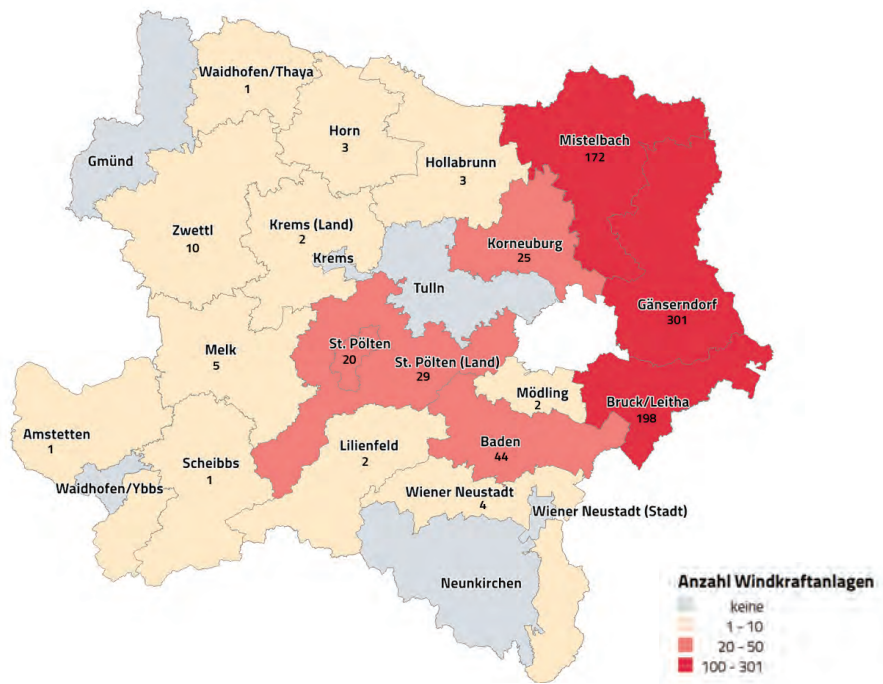 Waidhofen/Thaya
1
Horn
3
Mistelbach
172
Gmünd
Hollabrunn
3
Zwettl
10
Krems (Land)
2
Krems
Korneuburg
25
Tulln
Gänserndorf
301
St. Pölten
20
St. Pölten (Land)
29
Melk
5
Mödling
2
Bruck/Leitha
198
Amstetten
1
Lilienfeld
2
Baden
44
Scheibbs
1
Waidhofen/Ybbs
Wiener Neustadt
4
Wiener Neustadt (Stadt)
Neunkirchen
Anzahl Windkraftanlagen
keine
1 - 10
20 - 50
100 - 301